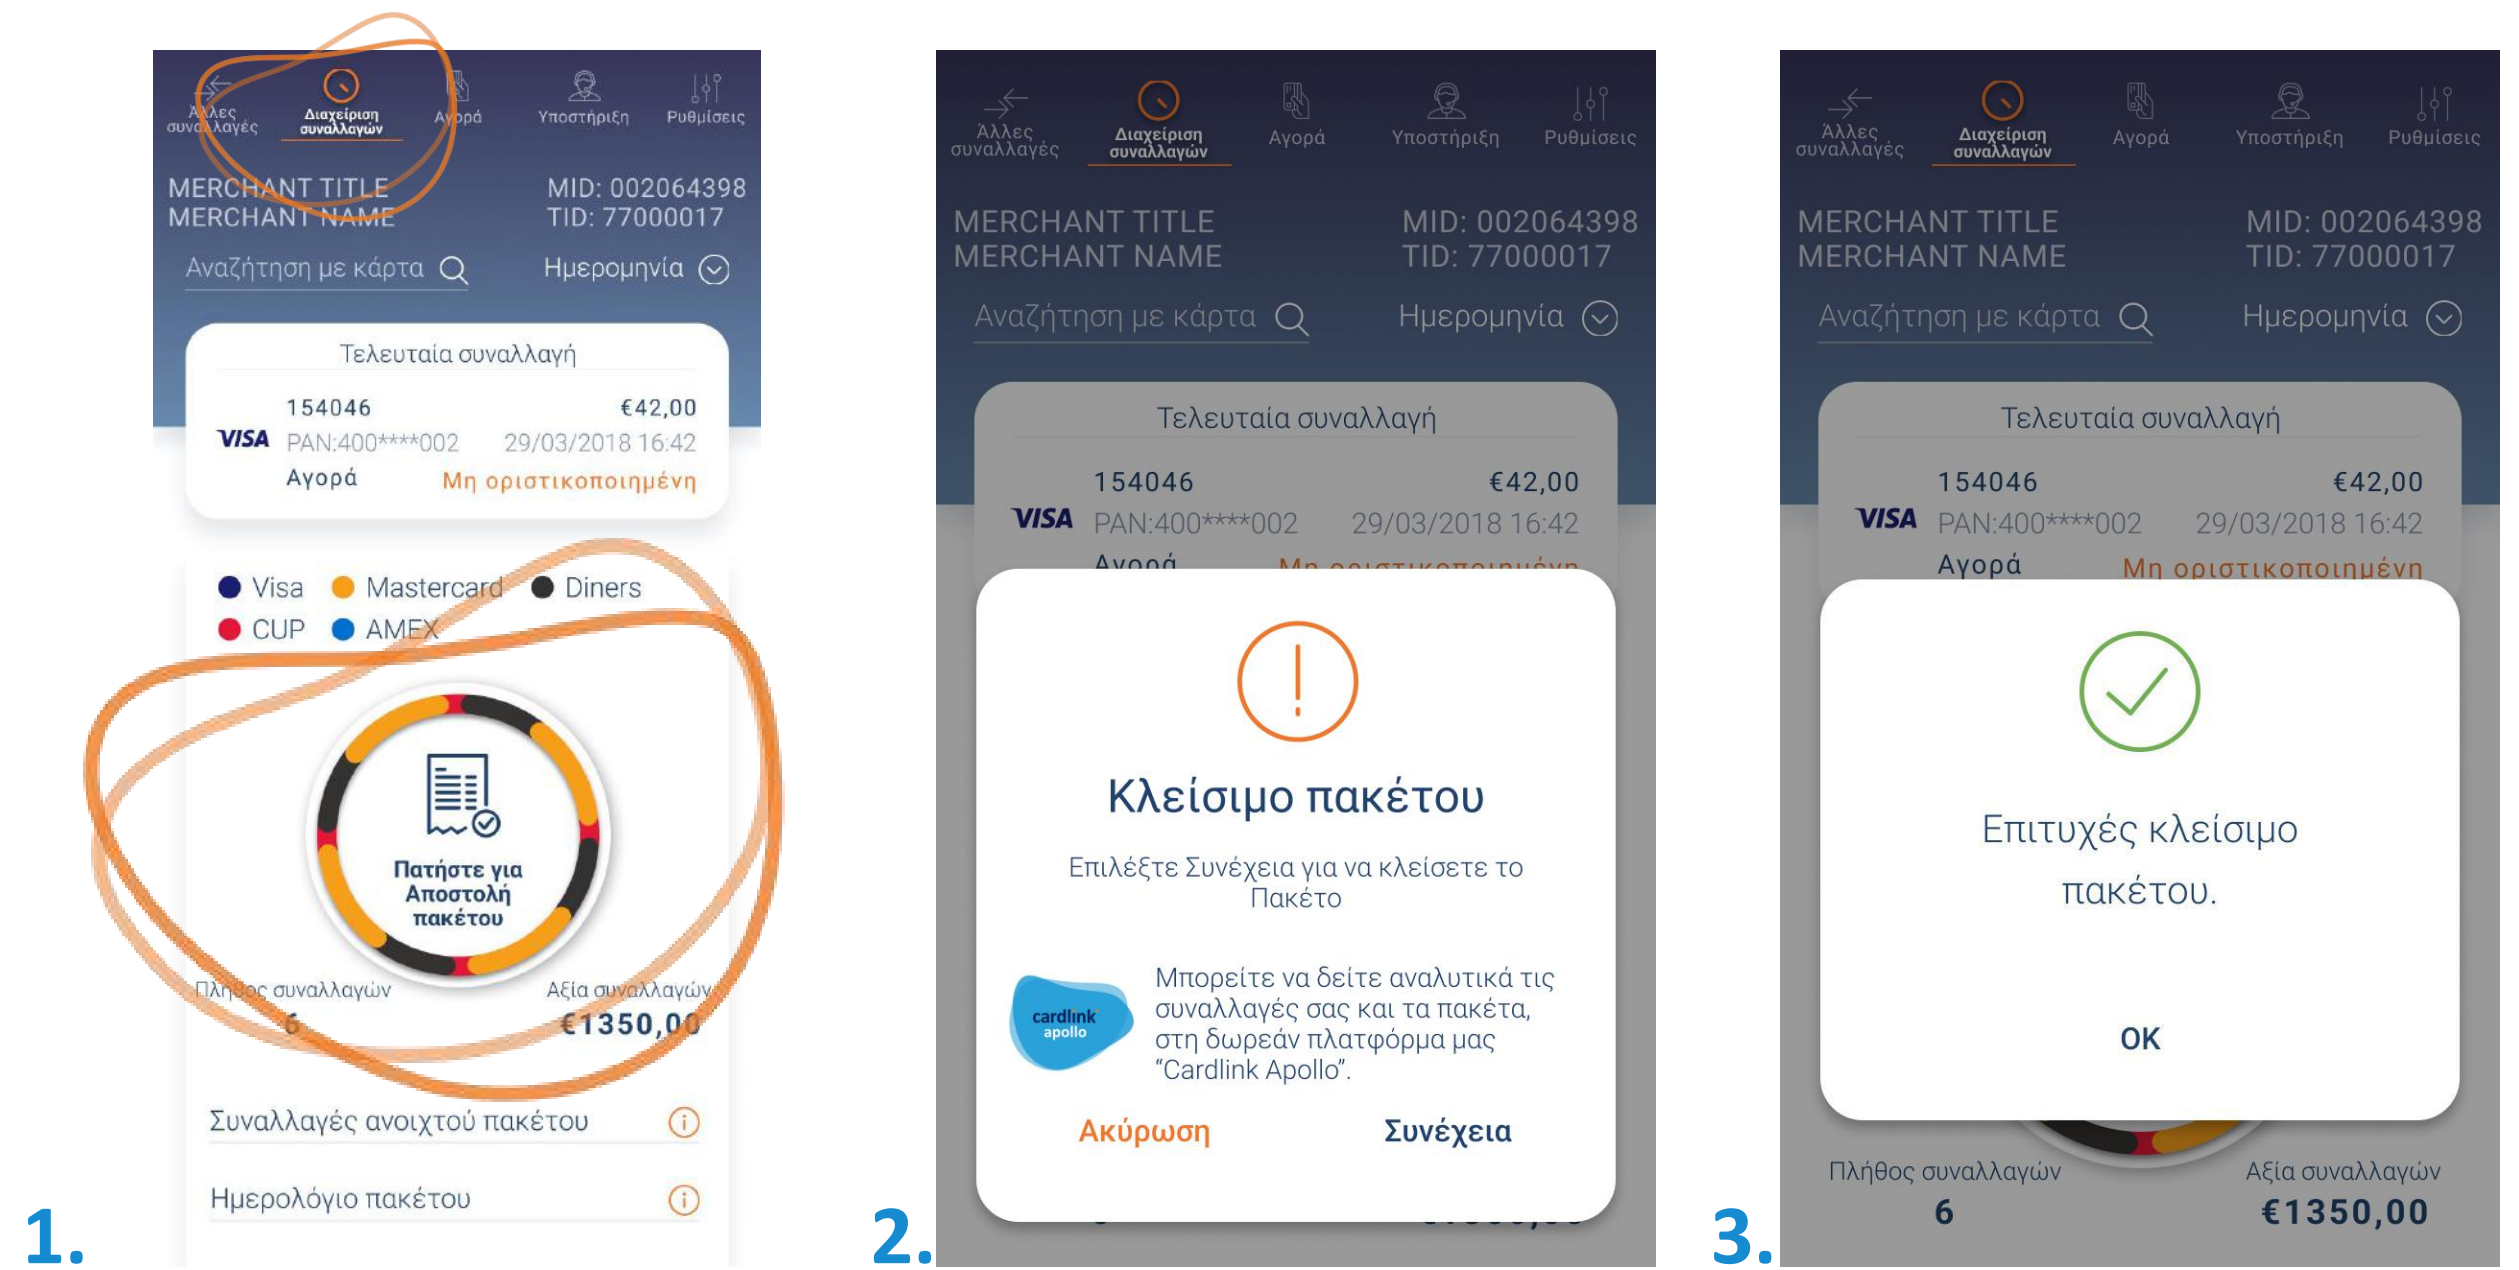 Άλλες
συναλλαγές
Διαχείριση
συναλλαγών
Αγορά
Υποστήριξη
Ρυθμίσεις
MERCHANT TITLE
MID: 002064398
MERCHANT NAME
TID: 77000017
Αναζήτηση με κάρτα
Ημερομηνία
Τελευταία συναλλαγή
154046
€42,00
VISA
PAN:400****002
29/03/2018 16:42
Αγορά
Μη οριστικοποιημένη
Visa
Mastercard
Diners
CUP
AMEX
Πατήστε για
Αποστολή
πακέτου
Πλήθος συναλλαγών
Αξία συναλλαγών
6
€1350,00
Συναλλαγές ανοιχτού πακέτου
Ημερολόγιο πακέτου
1.
Άλλες
συναλλαγές
Διαχείριση
συναλλαγών
Αγορά
Υποστήριξη
Ρυθμίσεις
MERCHANT TITLE
MID: 002064398
MERCHANT NAME
TID: 77000017
Αναζήτηση με κάρτα
Ημερομηνία
Τελευταία συναλλαγή
154046
€42,00
VISA
PAN:400****002
29/03/2018 16:42
Αγορά
Μη οριστικοποιημένη
Κλείσιμο πακέτου
Επιλέξτε Συνέχεια για να κλείσετε το
Πακέτο
cardlink
apollo
Μπορείτε να δείτε αναλυτικά τις
συναλλαγές σας και τα πακέτα,
στη δωρεάν πλατφόρμα μας
“Cardlink Apollo”.
Ακύρωση
Συνέχεια
2.
Άλλες
συναλλαγές
Διαχείριση
συναλλαγών
Αγορά
Υποστήριξη
Ρυθμίσεις
MERCHANT TITLE
MID: 002064398
MERCHANT NAME
TID: 77000017
Αναζήτηση με κάρτα
Ημερομηνία
Τελευταία συναλλαγή
154046
€42,00
VISA
PAN:400****002
29/03/2018 16:42
Αγορά
Μη οριστικοποιημένη
Επιτυχές κλείσιμο
πακέτου.
OK
Πλήθος συναλλαγών
Αξία συναλλαγών
6
€1350,00
3.